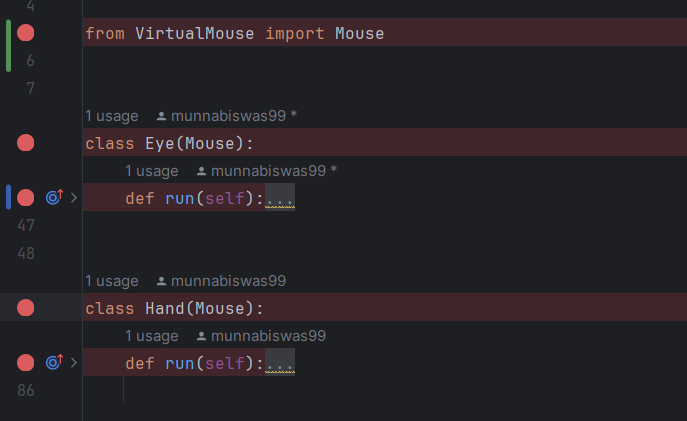 4
from VirtualMouse import Mouse
6
7
1 usage munnabiswas99 *
class Eye(Mouse):
1 usage munnabiswas99 *
def run(self):...
47
48
1 usage munnabiswas99
class Hand(Mouse):
1 usage munnabiswas99
def run(self):...
86